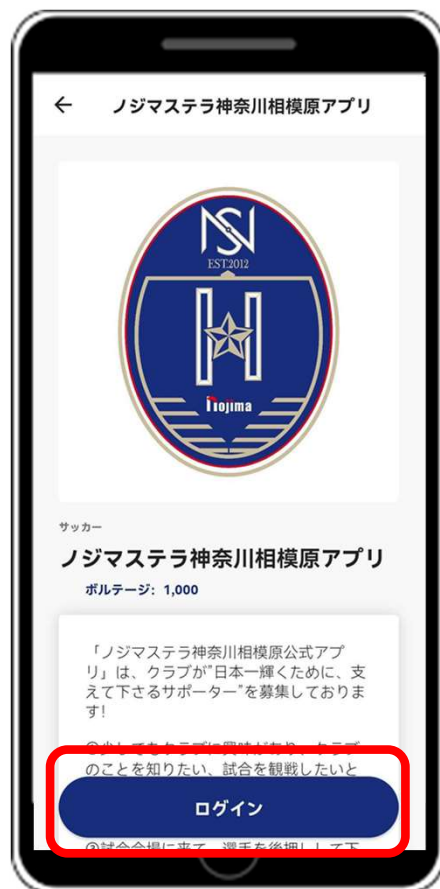 ← ノジマステラ神奈川相模原アプリ
NS
EST.2012
nojima
サッカー
ノジマステラ神奈川相模原アプリ
ボルテージ: 1,000
「ノジマステラ神奈川相模原公式アプ
リ」は、クラブが"日本一輝くために、支
えて下さるサポーター"を募集しておりま
す!
のことを知りたい、試合を観戦したいと
ログイン